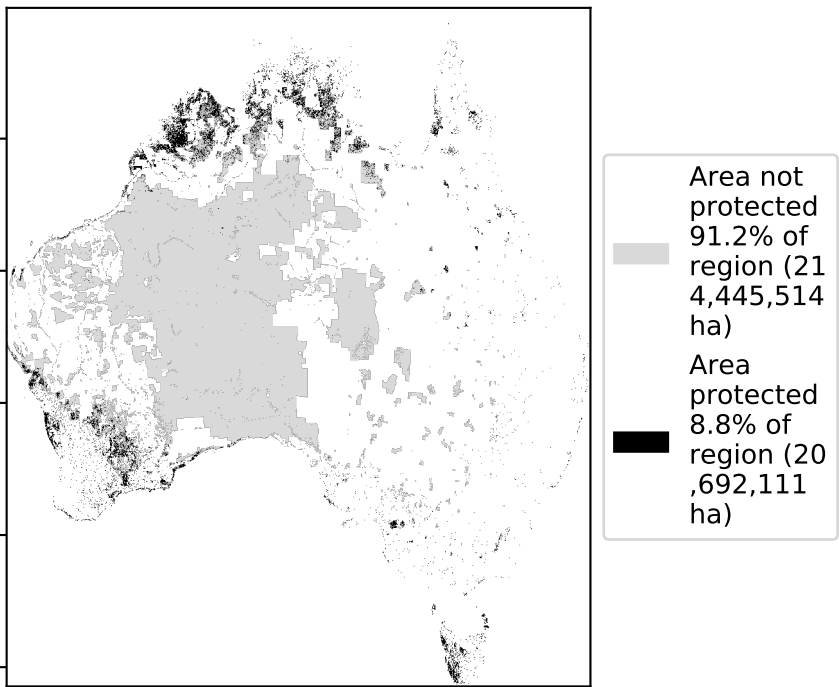 Area not
protected
91.2% of
region (21
4,445,514
ha)
Area
protected
8.8% of
region (20
,692,111
ha)